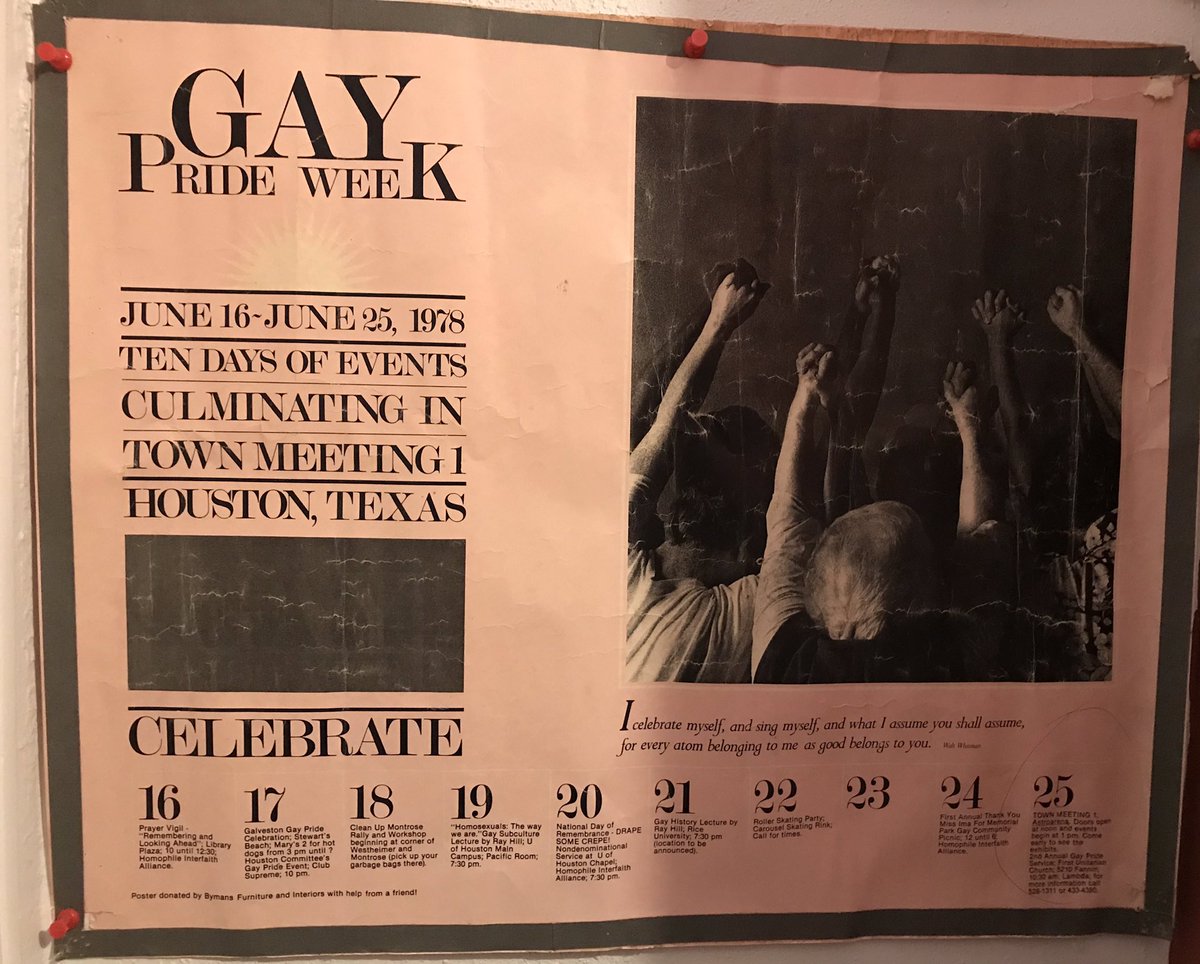 GAY
PRIDE WEEK
JUNE 16~JUNE 25, 1978
TEN DAYS OF EVENTS
CULMINATING IN
TOWN MEETING 1
HOUSTON, TEXAS
CELEBRATE
I celebrate myself, and sing myself, and what I assume you shall assume,
for every atom belonging to me as good belongs to you. Walt Whitman
16
Prayer Vigil -
"Remembering and
Looking Ahead"; Library
Plaza; 10 until 12:30;
Homophile Interfaith
Alliance.
17
Galveston Gay Pride
Celebration; Stewart's
Beach; Mary's 2 for hot
dogs from 3 pm until ?
Houston Committee's
Gay Pride Event; Club
Supreme; 10 pm.
18
Clean Up Montrose
Rally and Workshop
beginning at corner of
Westheimer and
Montrose (pick up your
garbage bags there).
19
"Homosexuals: The way
we are." Gay Subculture
Lecture by Ray Hill; U
of Houston Main
Campus; Pacific Room;
7:30 pm.
20
National Day of
Remembrance - DRAPE
SOME CREPE!
Nondenominational
Service at U of
Houston Chapel;
Homophile Interfaith
Alliance; 7:30 pm.
21
Gay History Lecture by
Ray Hill; Rice
University; 7:30 pm
(location to be
announced).
22
Roller Skating Party;
Carousel Skating Rink;
Call for times.
23
24
First Annual Thank You
Miss Ima For Memorial
Park Gay Community
Picnic; 12 until 6;
Homophile Interfaith
Alliance.
25
TOWN MEETING 1;
Astroarena. Doors open
at noon and events
begin at 1 pm. Come
early to see the
exhibits.
2nd Annual Gay Pride
Service; First Unitarian
Church; 5210 Fannin;
10:30 am. Lambda; for
more information call
529-1311 or 433-4390.
Poster donated by Bymans Furniture and Interiors with help from a friend!